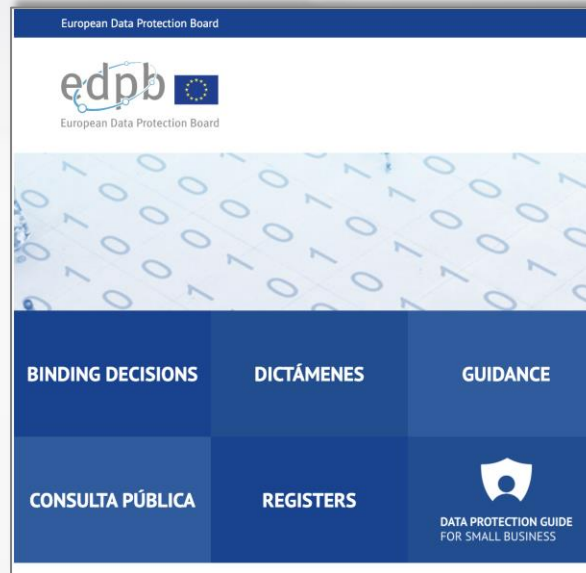 European Data Protection Board
edpb
European Data Protection Board
BINDING DECISIONS
DICTÁMENES
GUIDANCE
CONSULTA PÚBLICA
REGISTERS
DATA PROTECTION GUIDE
FOR SMALL BUSINESS